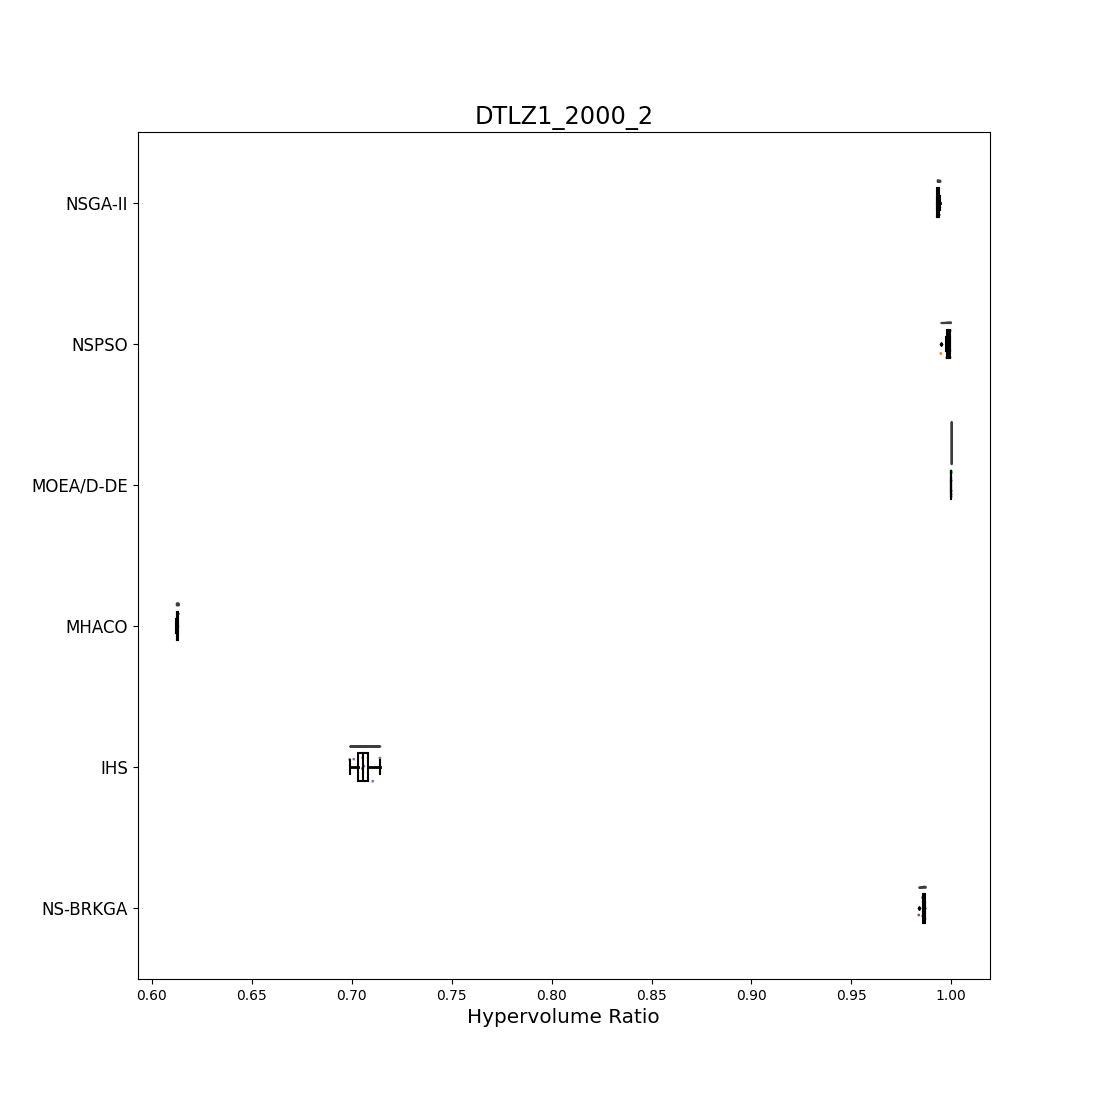 DTLZ1_2000_2
NSGA-II
NSPSO
MOEA/D-DE
MHACO
IHS
NS-BRKGA
0.60 0.65 0.70 0.75 0.80 0.85 0.90 0.95 1.00
Hypervolume Ratio